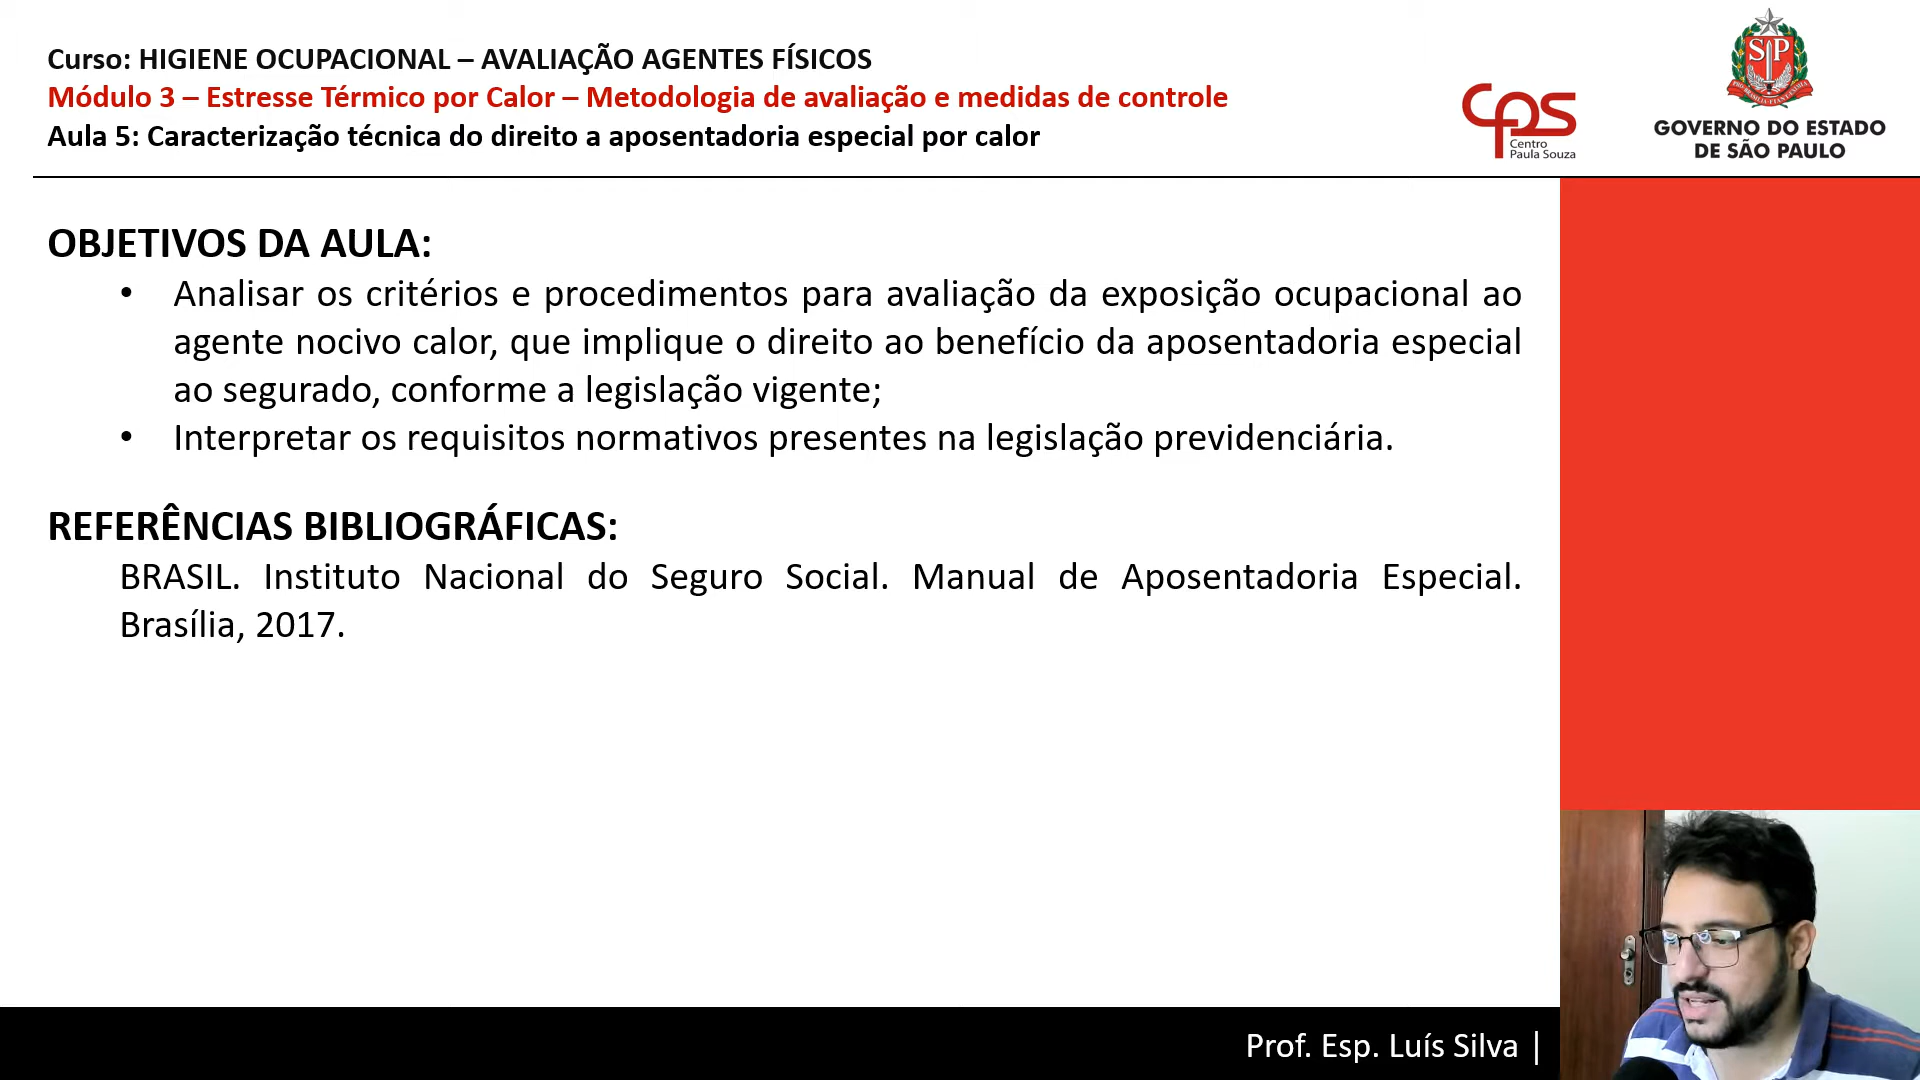 Curso: HIGIENE OCUPACIONAL – AVALIAÇÃO AGENTES FÍSICOS
Módulo 3 – Estresse Térmico por Calor – Metodologia de avaliação e medidas de controle
Aula 5: Caracterização técnica do direito a aposentadoria especial por calor
cps
Centro
Paula Souza
SP
GOVERNO DO ESTADO
DE SÃO PAULO
OBJETIVOS DA AULA:
• Analisar os critérios e procedimentos para avaliação da exposição ocupacional ao
agente nocivo calor, que implique o direito ao benefício da aposentadoria especial
ao segurado, conforme a legislação vigente;
• Interpretar os requisitos normativos presentes na legislação previdenciária.
REFERÊNCIAS BIBLIOGRÁFICAS:
BRASIL. Instituto Nacional do Seguro Social. Manual de Aposentadoria Especial.
Brasília, 2017.
Prof. Esp. Luís Silva |